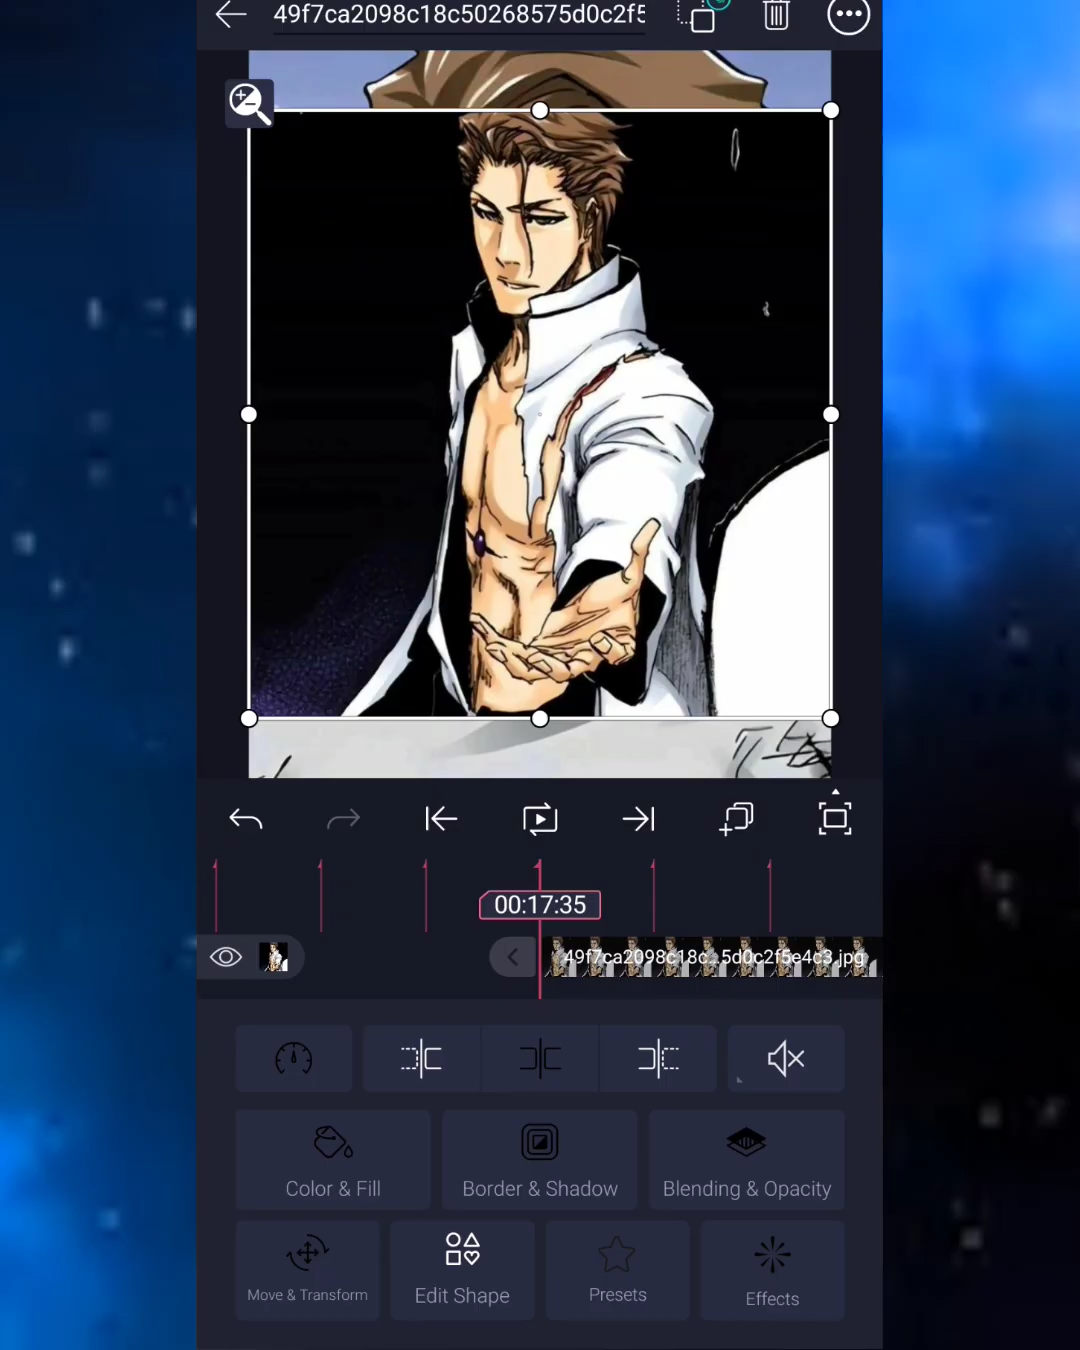 49f7ca2098c18c50268575d0c2f5
00:17:35
49f7ca2098c18c...5d0c2f5e4c3.jpg
Color & Fill
Border & Shadow
Blending & Opacity
Move & Transform
Edit Shape
Presets
Effects